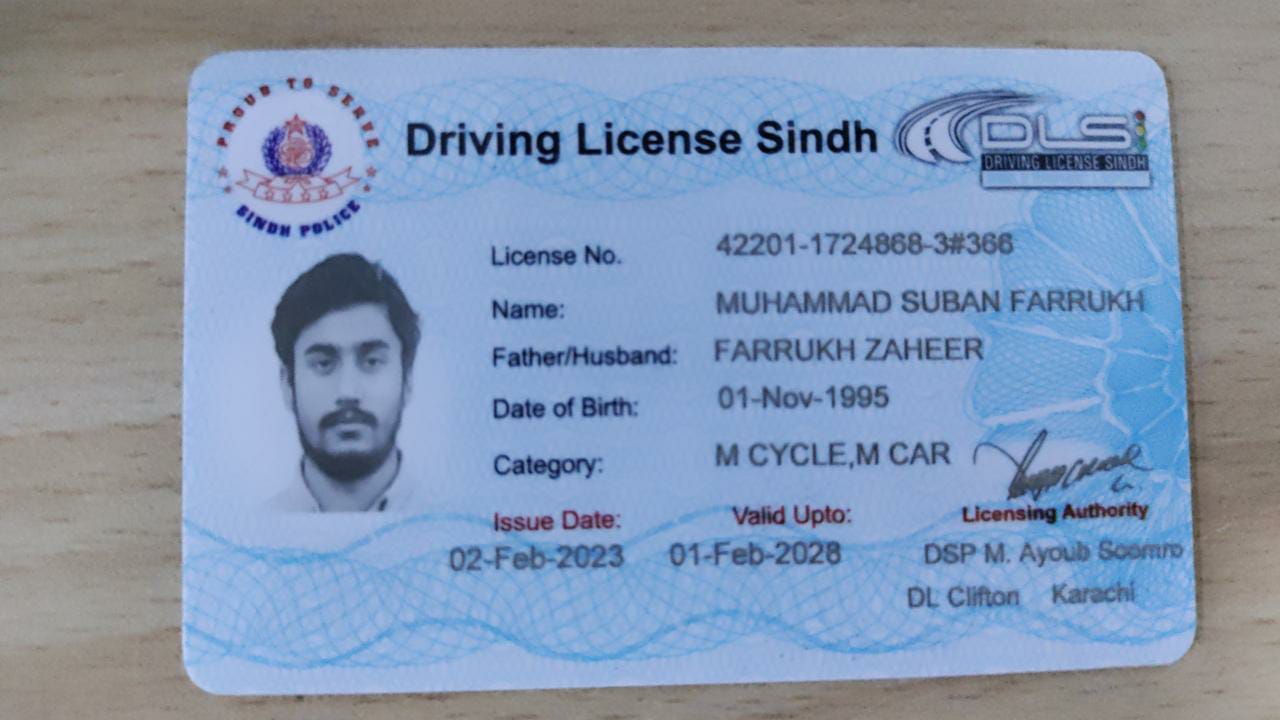 PROUD TO SERVE
SINDH POLICE
Driving License Sindh
DLS
DRIVING LICENSE SINDH
License No. 42201-1724868-3#366
Name: MUHAMMAD SUBAN FARRUKH
Father/Husband: FARRUKH ZAHEER
Date of Birth: 01-Nov-1995
Category: M CYCLE,M CAR
Issue Date: Valid Upto: Licensing Authority
02-Feb-2023 01-Feb-2028 DSP M. Ayoub Soomro
DL Clifton Karachi